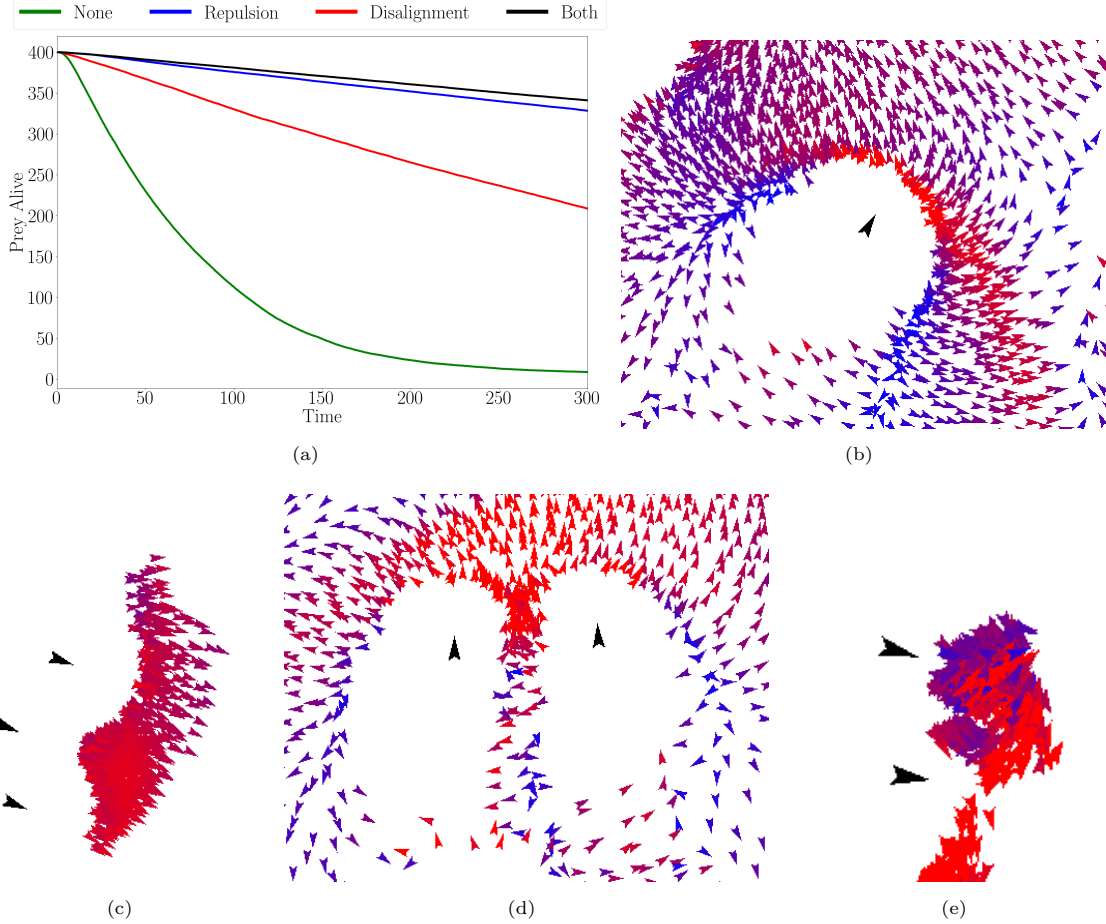 None Repulsion Disalignment Both
Prey Alive
400
350
300
250
200
150
100
50
0
0 50 100 150 200 250 300
Time
(a)
(b)
(c)
(d)
(e)